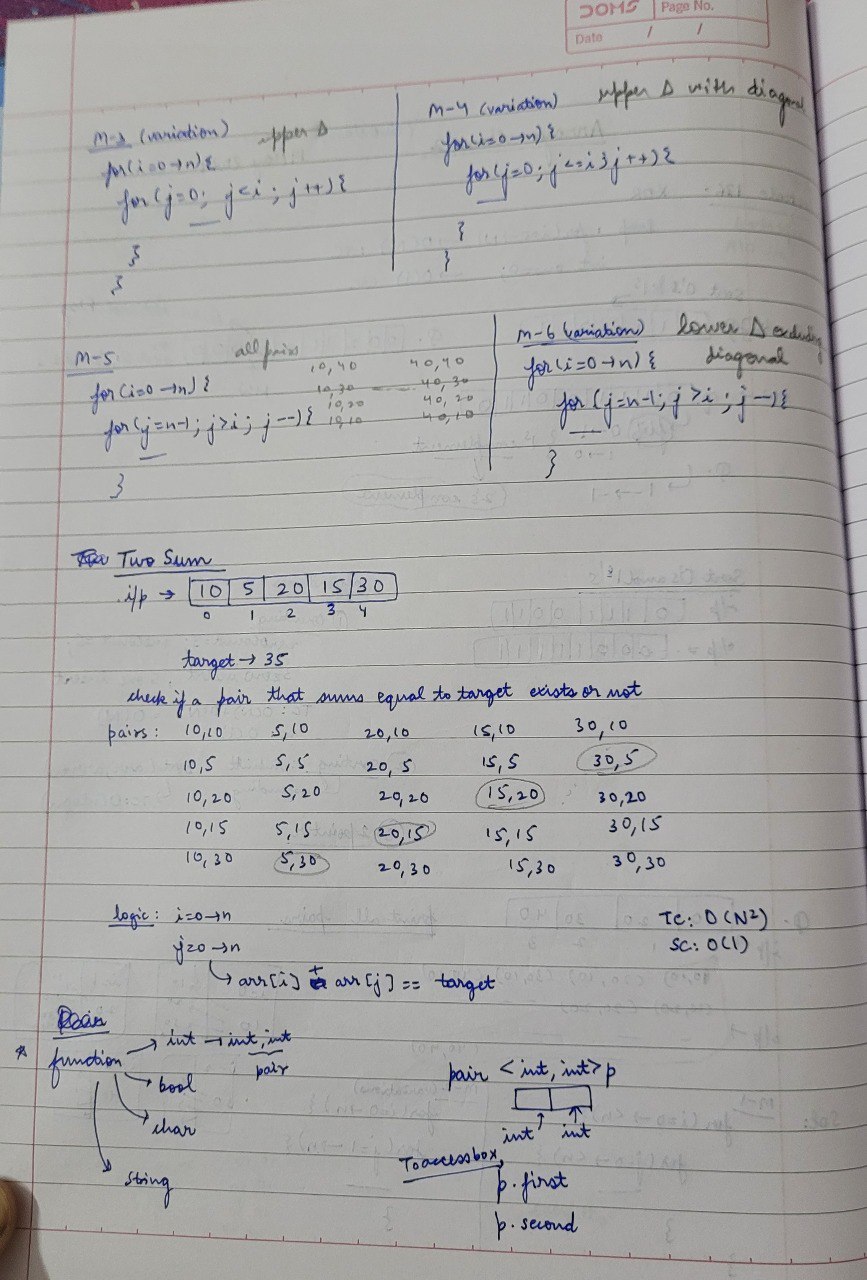 DOMS
Page No.
Date / /
M-3 (variation) upper Δ
for(i=0→n){
for(j=0; j<i; j++){
}
}
M-4 (variation) upper Δ with diagonal
for(i=0→n){
for(j=0; j<=i; j++){
}
}
M-5 all pairs
for(i=0→n){
for(j=n-1; j>i; j--){
}
10,40 40,40
10,30 ---- 40,30
10,20 40,20
10,10 40,10
M-6 (variation) lower Δ excluding
diagonal
for(i=0→n){
for(j=n-1; j>i; j--){
}
Two Sum
i/p → 10 5 20 15 30
0 1 2 3 4
target → 35
check if a pair that sums equal to target exists or not
pairs: 10,10 5,10 20,10 15,10 30,10
10,5 5,5 20,5 15,5 30,5
10,20 5,20 20,20 15,20 30,20
10,15 5,15 20,15 15,15 30,15
10,30 5,30 20,30 15,30 30,30
logic: i=0→n
j=0→n
arr[i] + arr[j] == target
TC: O(N²)
SC: O(1)
Pair
* function → int → int, int
pair
bool
char
string
pair <int, int> p
int int
To access box,
p.first
p.second